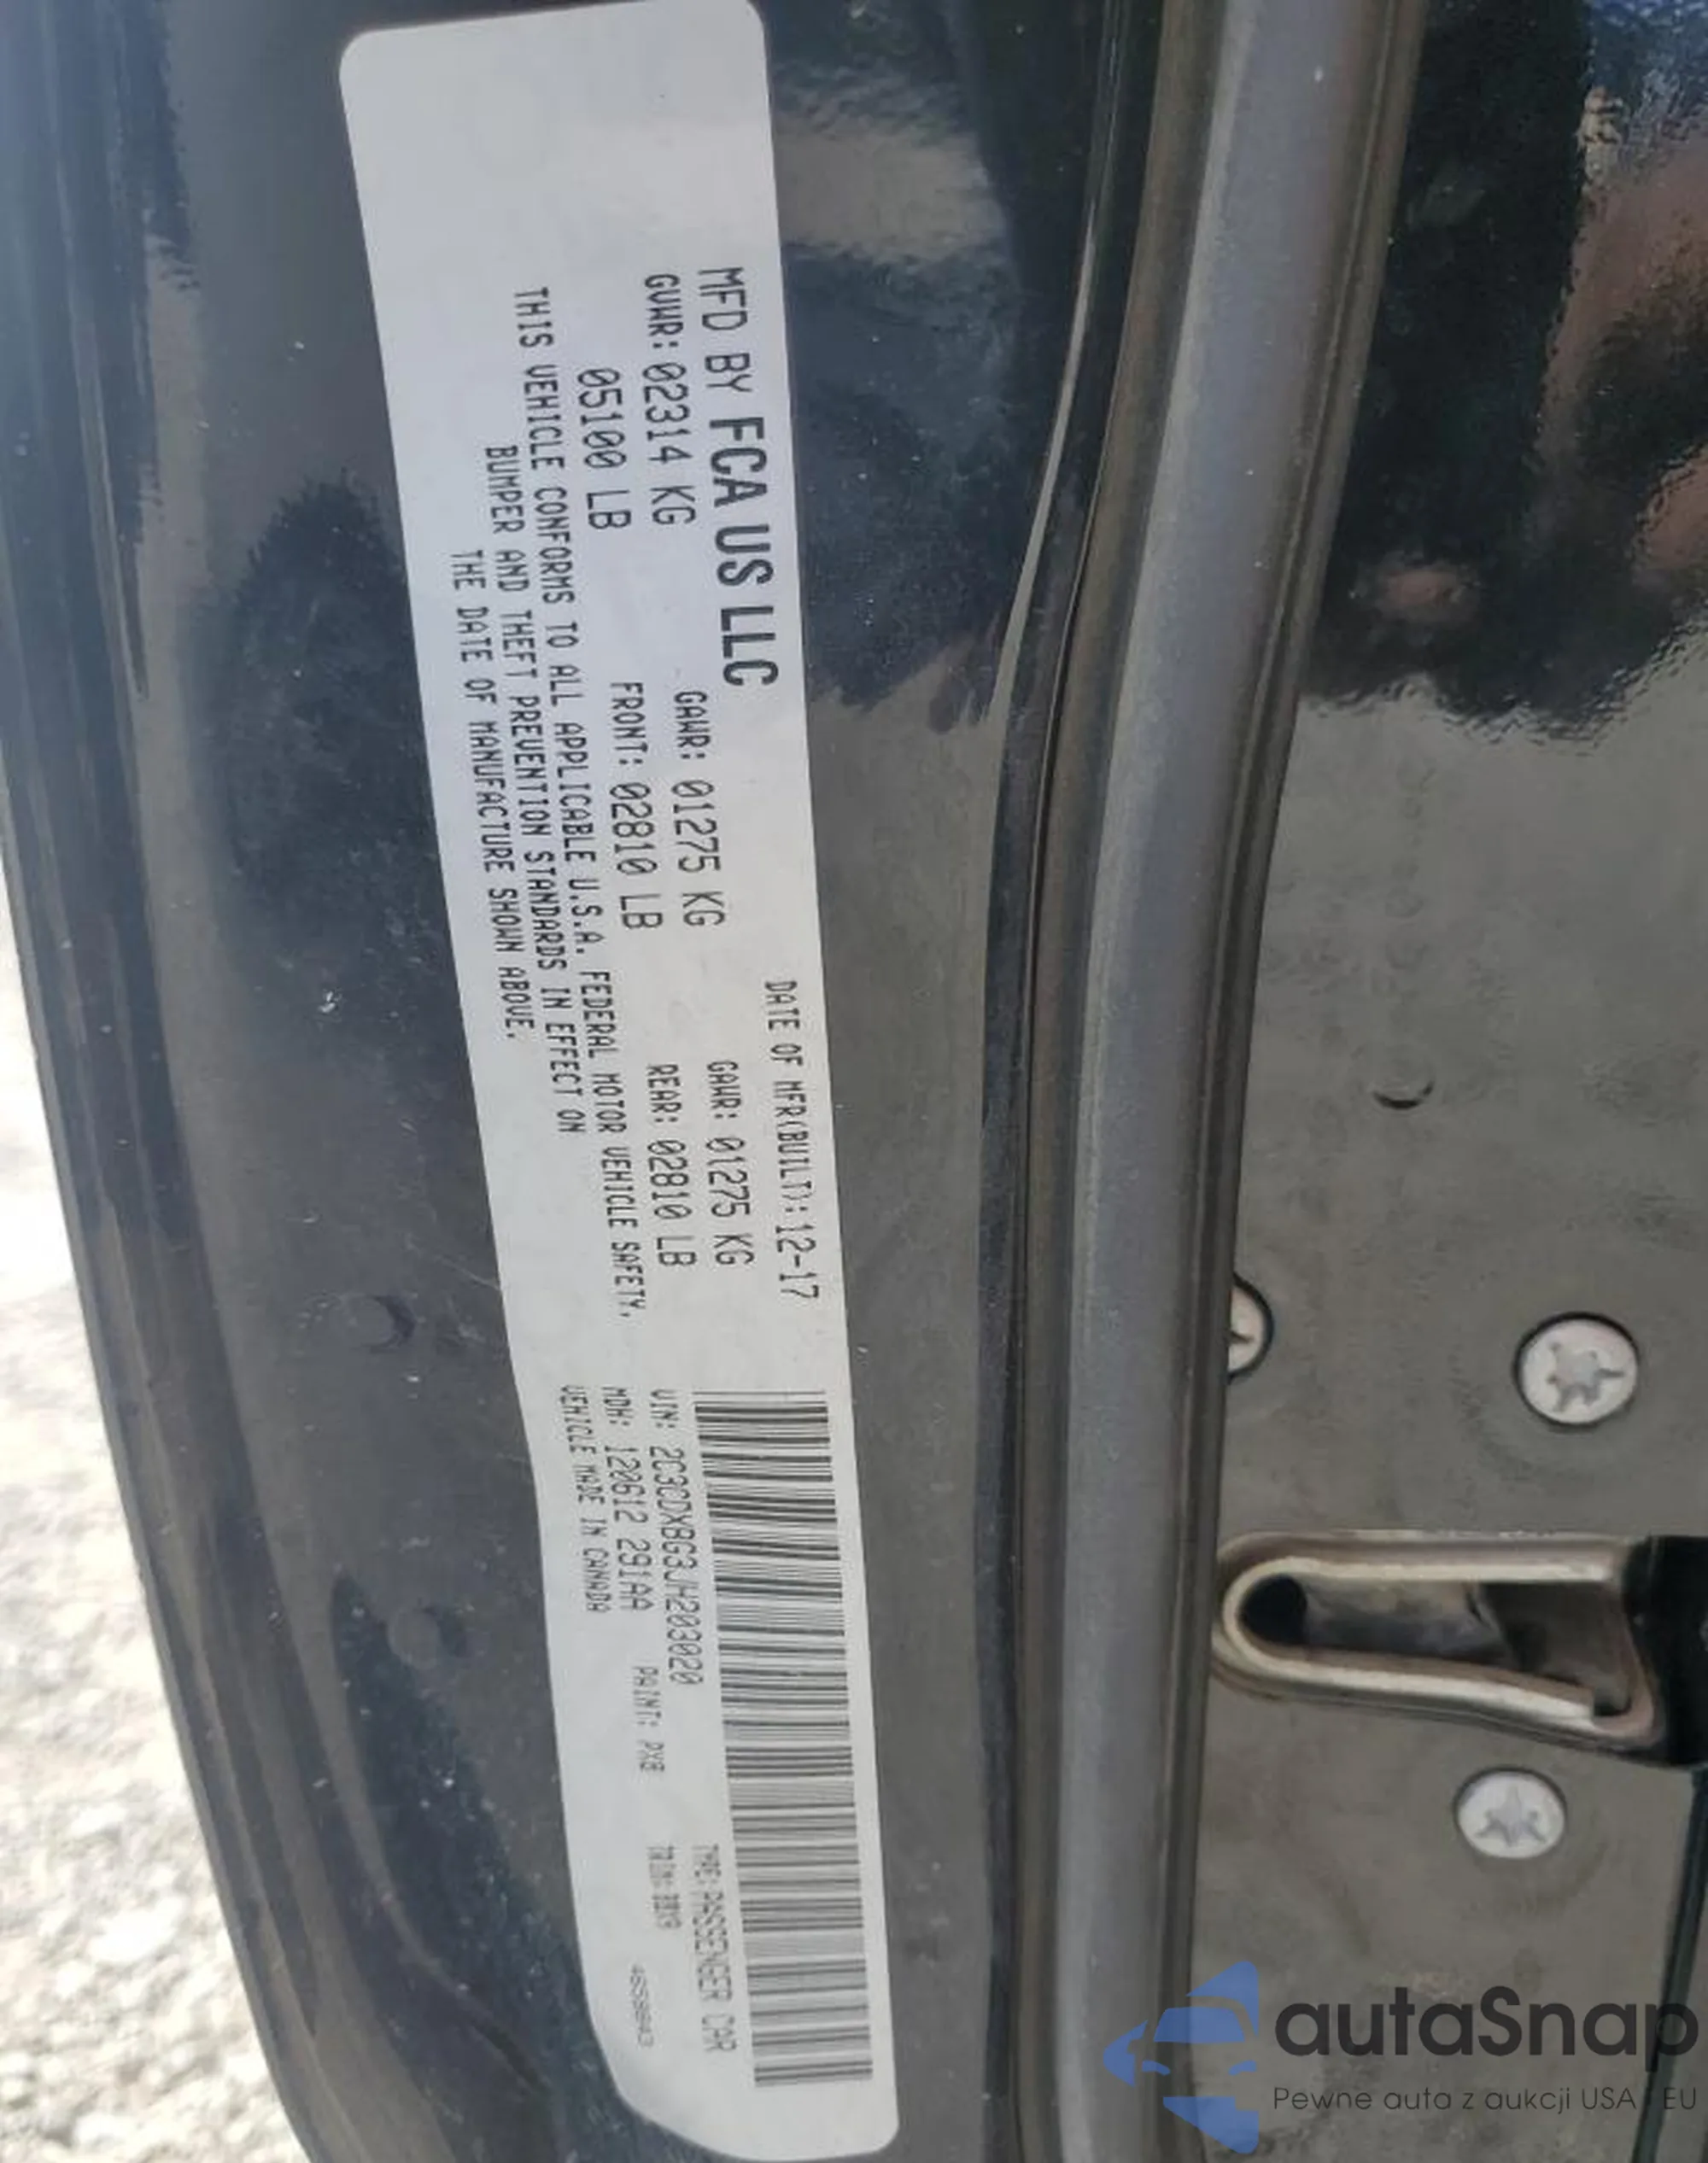 MFD BY FCA US LLC
DATE OF MFR(BUILT):12-17
GVWR: 02314 KG
GAWR: 01275 KG
GAWR: 01275 KG
05100 LB
FRONT: 02810 LB
REAR: 02810 LB
THIS VEHICLE CONFORMS TO ALL APPLICABLE U.S.A. FEDERAL MOTOR VEHICLE SAFETY,
BUMPER AND THEFT PREVENTION STANDARDS IN EFFECT ON
THE DATE OF MANUFACTURE SHOWN ABOVE.
VIN: 2C3CDXBG3JH203020
TYPE:PASSENGER CAR
MDH: 120612 291AA
PAINT: PX8
TRIM:
VEHICLE MADE IN CANADA
autaSnap
Pewne auta z aukcji USA i EU